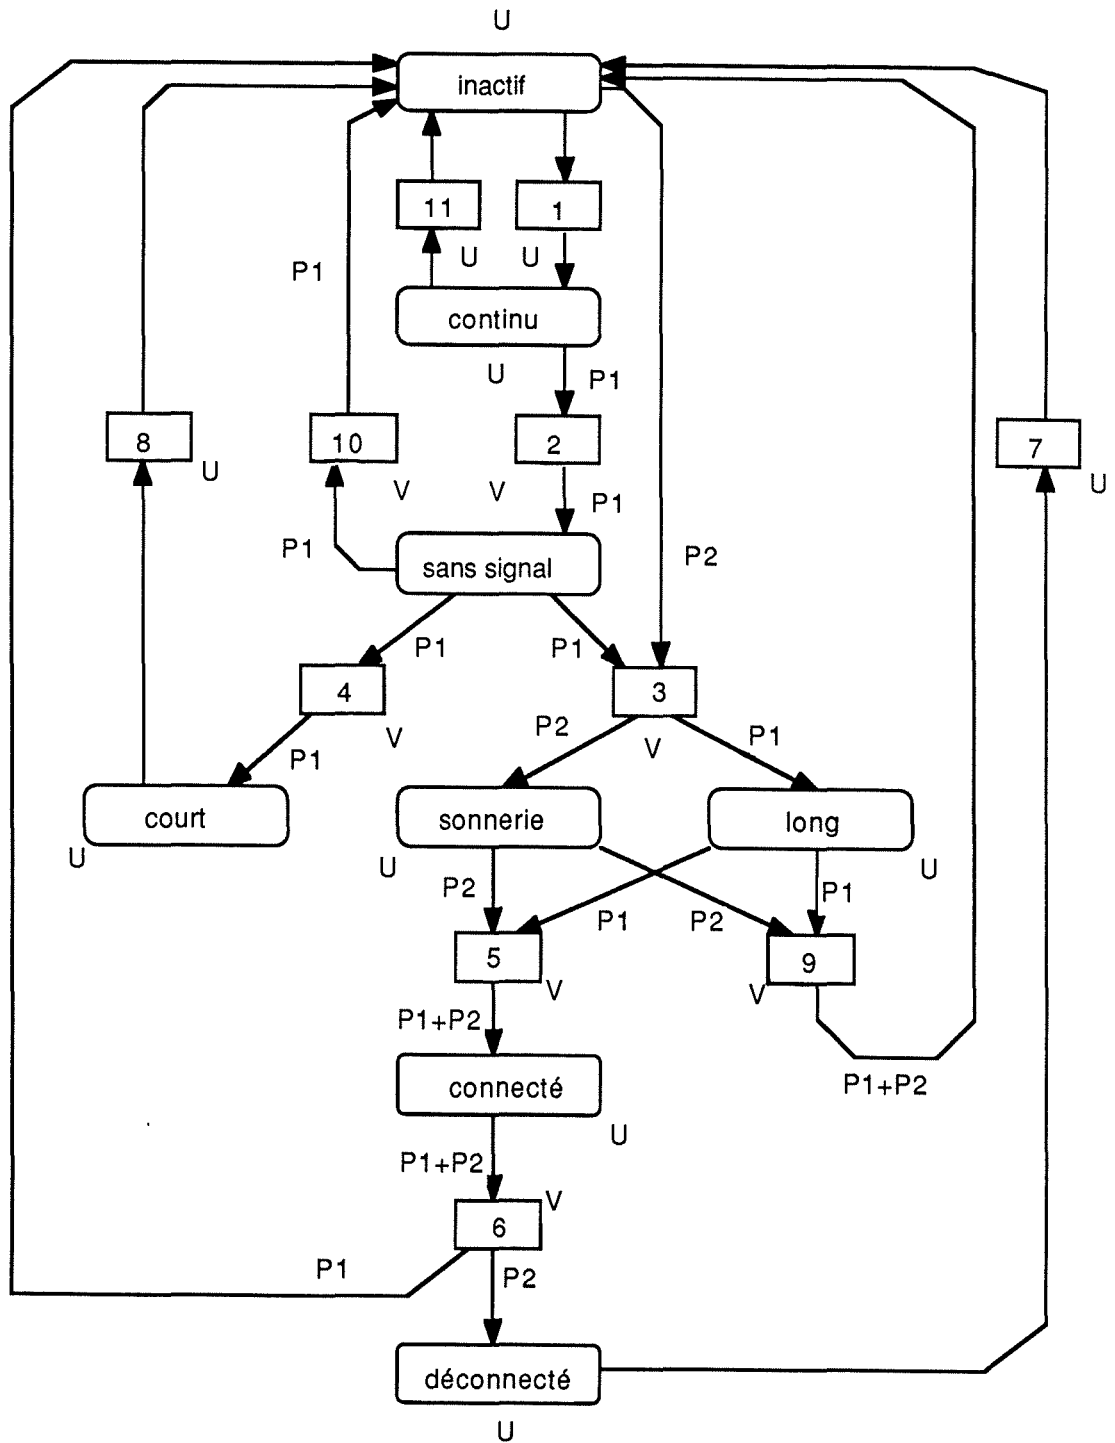 U
inactif
11
1
U
U
P1
continu
U
P1
8
10
2
7
U
V
V
P1
U
P1
sans signal
P2
P1
P1
4
3
V
P2
V
P1
P1
court
sonnerie
long
U
U
U
P2
P1
P1
P2
5
9
V
V
P1+P2
connecté
P1+P2
U
P1+P2
V
6
P1
P2
déconnecté
U